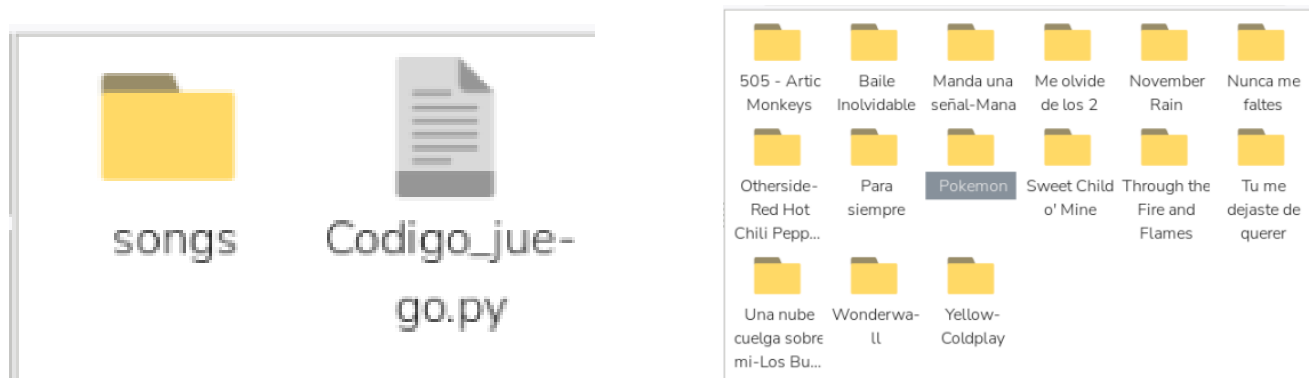 songs
Codigo_jue-
go.py
505 - Artic
Monkeys
Baile
Inolvidable
Manda una
señal-Mana
Me olvide
de los 2
November
Rain
Nunca me
faltes
Otherside-
Red Hot
Chili Pepp...
Para
siempre
Pokemon
Sweet Child
o' Mine
Through the
Fire and
Flames
Tu me
dejaste de
querer
Una nube
cuelga sobre
mi-Los Bu...
Wonderwa-
ll
Yellow-
Coldplay